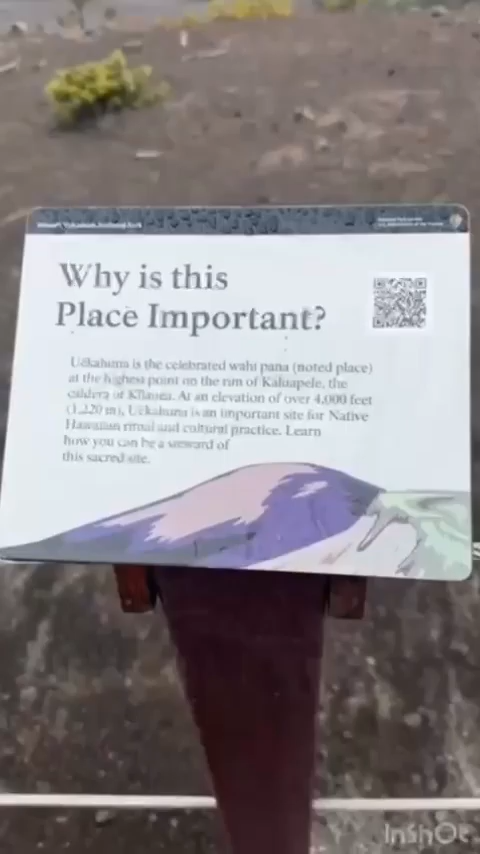 Hawaiʻi Volcanoes National Park
National Park Service
U.S. Department of the Interior
Why is this
Place Important?
Uēkahuna is the celebrated wahi pana (noted place)
at the highest point on the rim of Kaluapele, the
caldera of Kīlauea. At an elevation of over 4,000 feet
(1,220 m), Uēkahuna is an important site for Native
Hawaiian ritual and cultural practice. Learn
how you can be a steward of
this sacred site.
InShOt